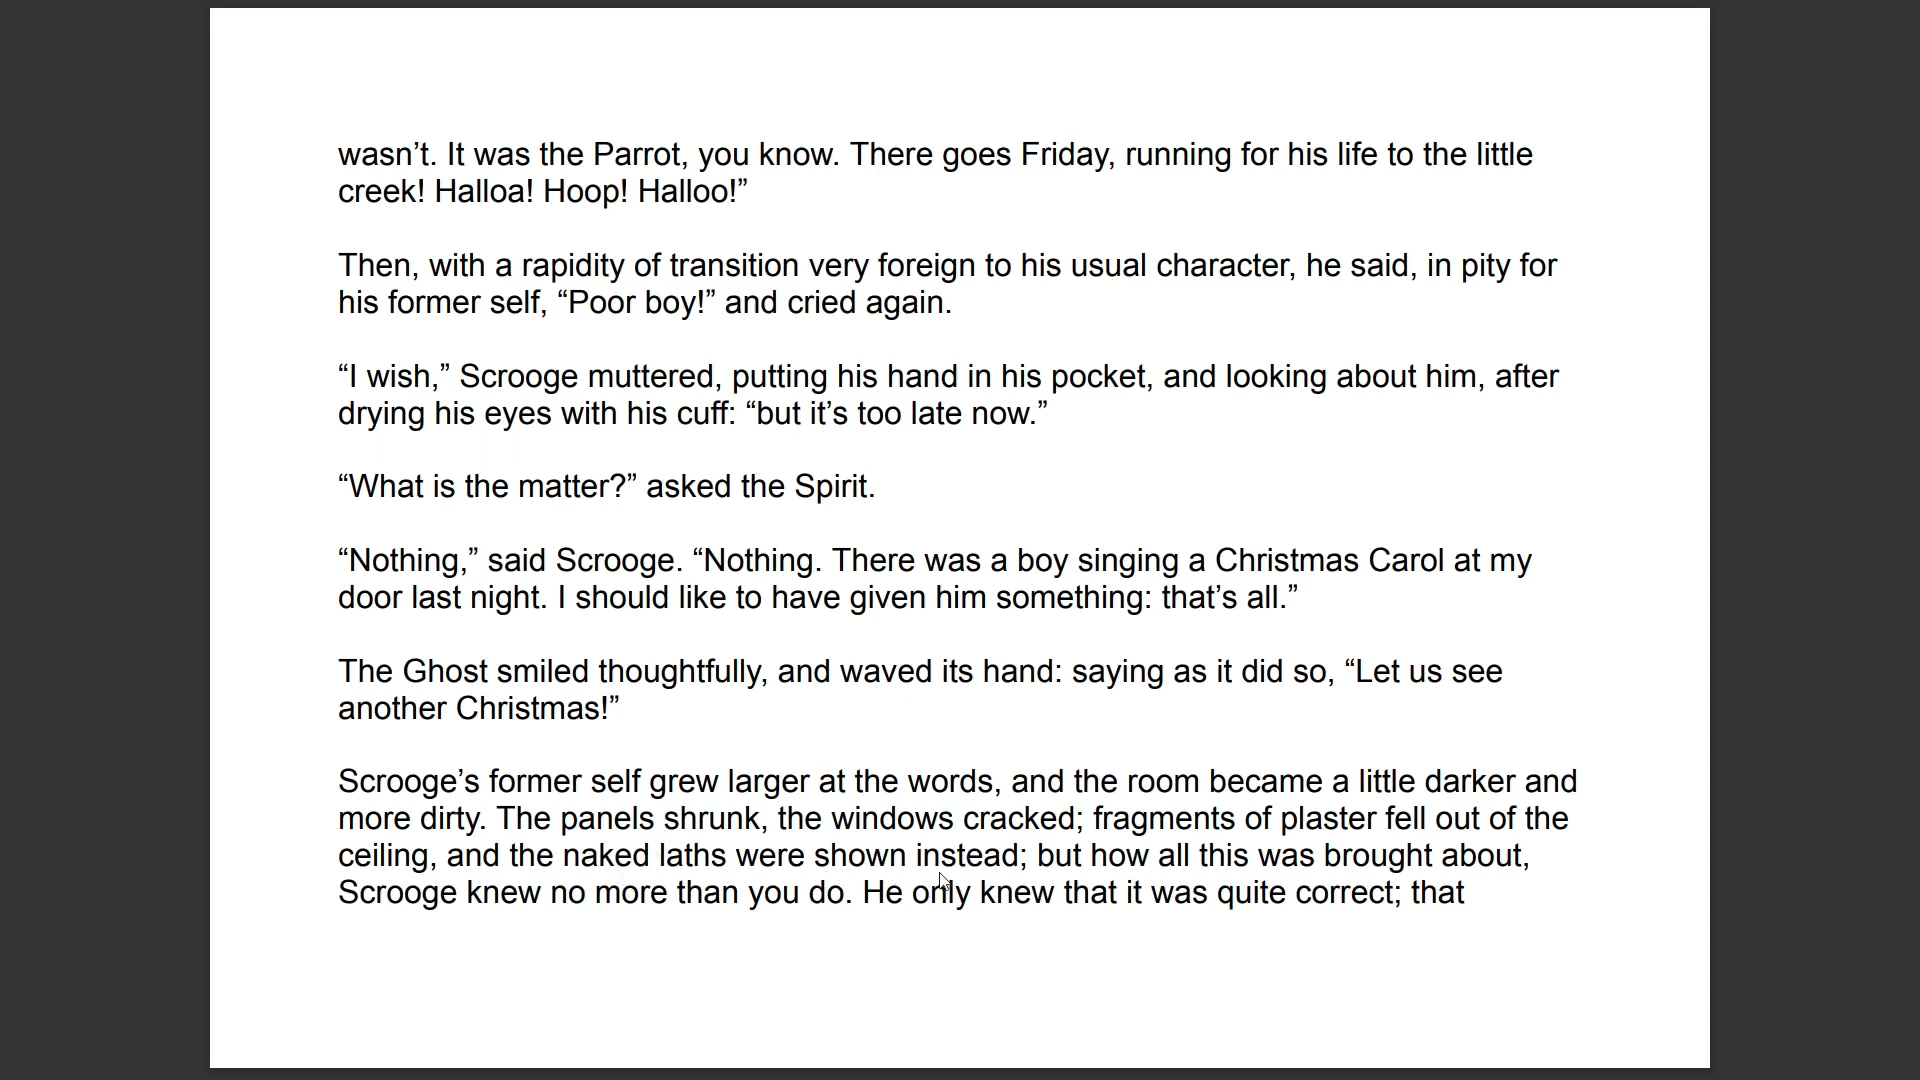 wasn’t. It was the Parrot, you know. There goes Friday, running for his life to the little
creek! Halloa! Hoop! Halloo!”
Then, with a rapidity of transition very foreign to his usual character, he said, in pity for
his former self, “Poor boy!” and cried again.
“I wish,” Scrooge muttered, putting his hand in his pocket, and looking about him, after
drying his eyes with his cuff: “but it’s too late now.”
“What is the matter?” asked the Spirit.
“Nothing,” said Scrooge. “Nothing. There was a boy singing a Christmas Carol at my
door last night. I should like to have given him something: that’s all.”
The Ghost smiled thoughtfully, and waved its hand: saying as it did so, “Let us see
another Christmas!”
Scrooge’s former self grew larger at the words, and the room became a little darker and
more dirty. The panels shrunk, the windows cracked; fragments of plaster fell out of the
ceiling, and the naked laths were shown instead; but how all this was brought about,
Scrooge knew no more than you do. He only knew that it was quite correct; that